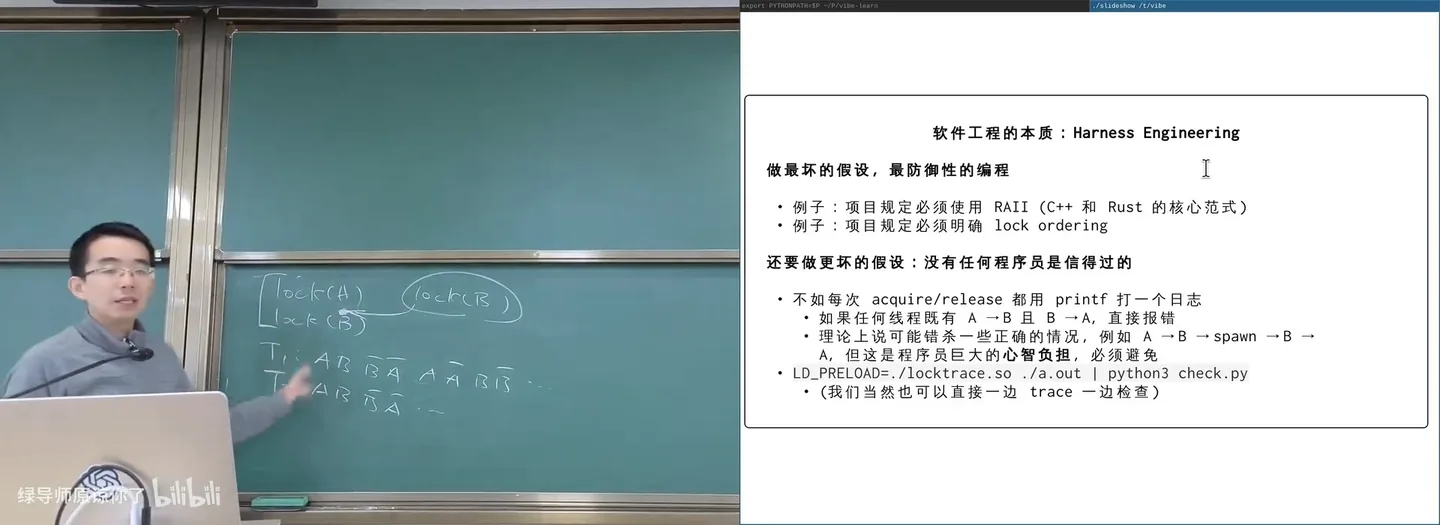 export PYTHONPATH=$P ~/P/vibe-learn
./slideshow /t/vibe
lock(A)
lock(B)
lock(B)
T₁: A B B̅ A̅ A A̅ B B̅ ...
A B B̅ A̅ ...
bilibili
软件工程的本质：Harness Engineering
做最坏的假设，最防御性的编程
• 例子：项目规定必须使用 RAII (C++ 和 Rust 的核心范式)
• 例子：项目规定必须明确 lock ordering
还要做更坏的假设：没有任何程序员是信得过的
• 不如每次 acquire/release 都用 printf 打一个日志
• 如果任何线程既有 A →B 且 B →A，直接报错
• 理论上说可能错杀一些正确的情况，例如 A →B →spawn →B →
A，但这是程序员巨大的心智负担，必须避免
• LD_PRELOAD=./locktrace.so ./a.out | python3 check.py
• (我们当然也可以直接一边 trace 一边检查)